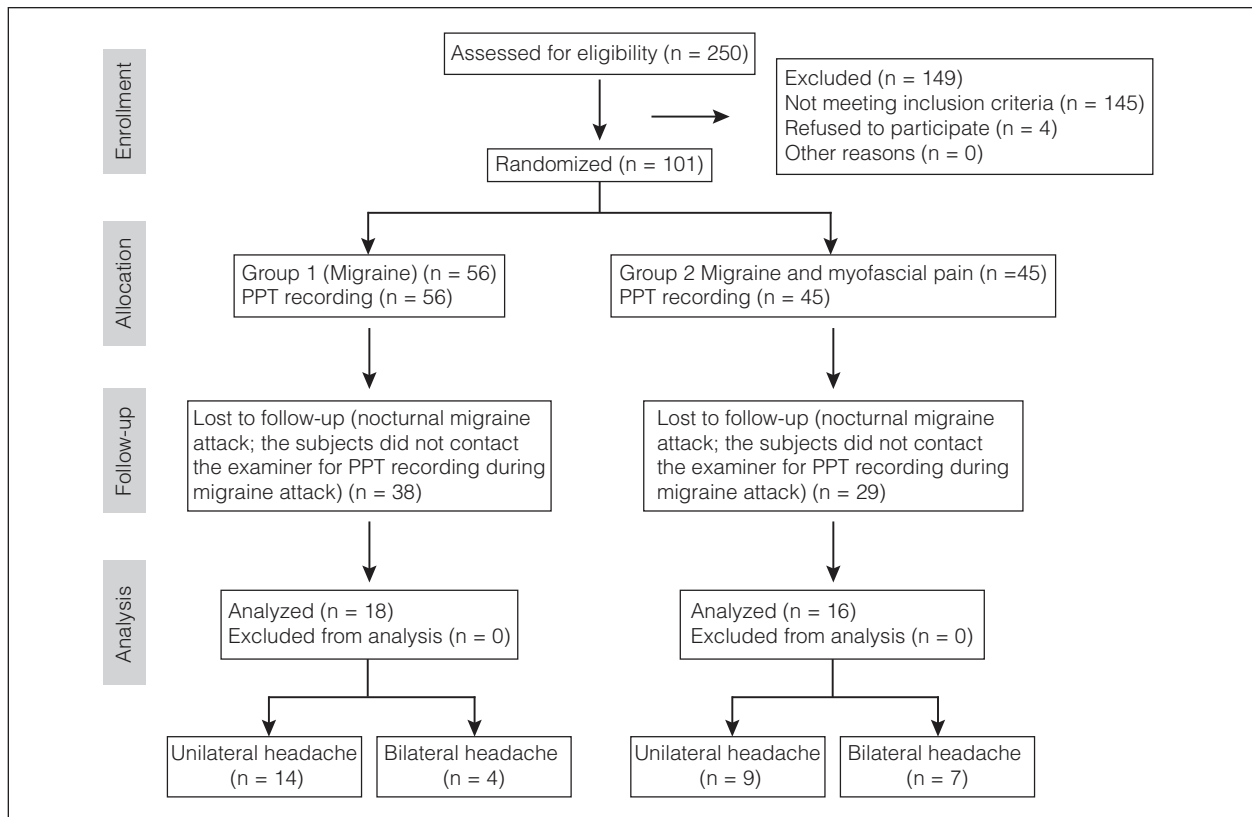 Enrollment
Assessed for eligibility (n = 250)
Excluded (n = 149)
Not meeting inclusion criteria (n = 145)
Refused to participate (n = 4)
Other reasons (n = 0)
Randomized (n = 101)
Allocation
Group 1 (Migraine) (n = 56)
PPT recording (n = 56)
Group 2 Migraine and myofascial pain (n =45)
PPT recording (n = 45)
Follow-up
Lost to follow-up (nocturnal migraine
attack; the subjects did not contact
the examiner for PPT recording during
migraine attack) (n = 38)
Lost to follow-up (nocturnal migraine
attack; the subjects did not contact
the examiner for PPT recording during
migraine attack) (n = 29)
Analysis
Analyzed (n = 18)
Excluded from analysis (n = 0)
Analyzed (n = 16)
Excluded from analysis (n = 0)
Unilateral headache
(n = 14)
Bilateral headache
(n = 4)
Unilateral headache
(n = 9)
Bilateral headache
(n = 7)